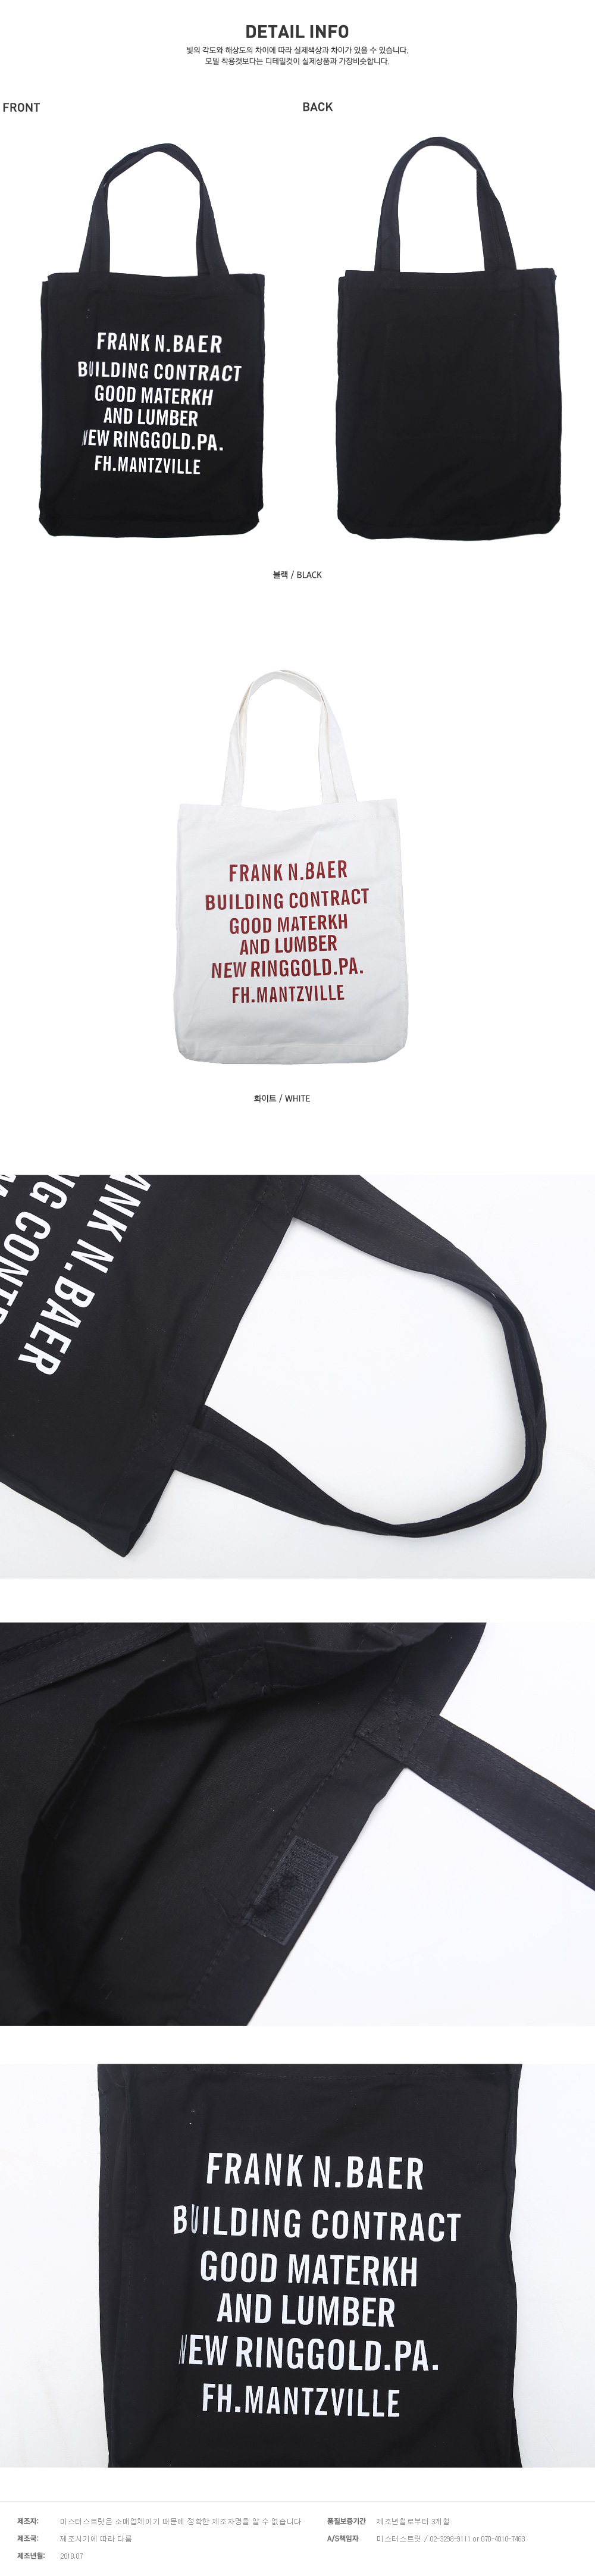 DETAIL INFO
빛의 각도와 해상도의 차이에 따라 실제색상과 차이가 있을 수 있습니다.
모델 착용컷보다는 디테일컷이 실제상품과 가장비슷합니다.
FRONT
BACK
FRANK N.BAER
BUILDING CONTRACT
GOOD MATERKH
AND LUMBER
NEW RINGGOLD.PA.
FH.MANTZVILLE
블랙 / BLACK
FRANK N.BAER
BUILDING CONTRACT
GOOD MATERKH
AND LUMBER
NEW RINGGOLD.PA.
FH.MANTZVILLE
화이트 / WHITE
ANK N.BAER
NG CONT
FRANK N.BAER
BUILDING CONTRACT
GOOD MATERKH
AND LUMBER
NEW RINGGOLD.PA.
FH.MANTZVILLE
제조자: 미스터스트릿은 소매업체이기 때문에 정확한 제조자명을 알 수 없습니다
품질보증기간 제조년월로부터 3개월
제조국: 제조시기에 따라 다름
A/S책임자 미스터스트릿 / 02-3298-9111 or 070-4010-7463
제조년월: 2018.07